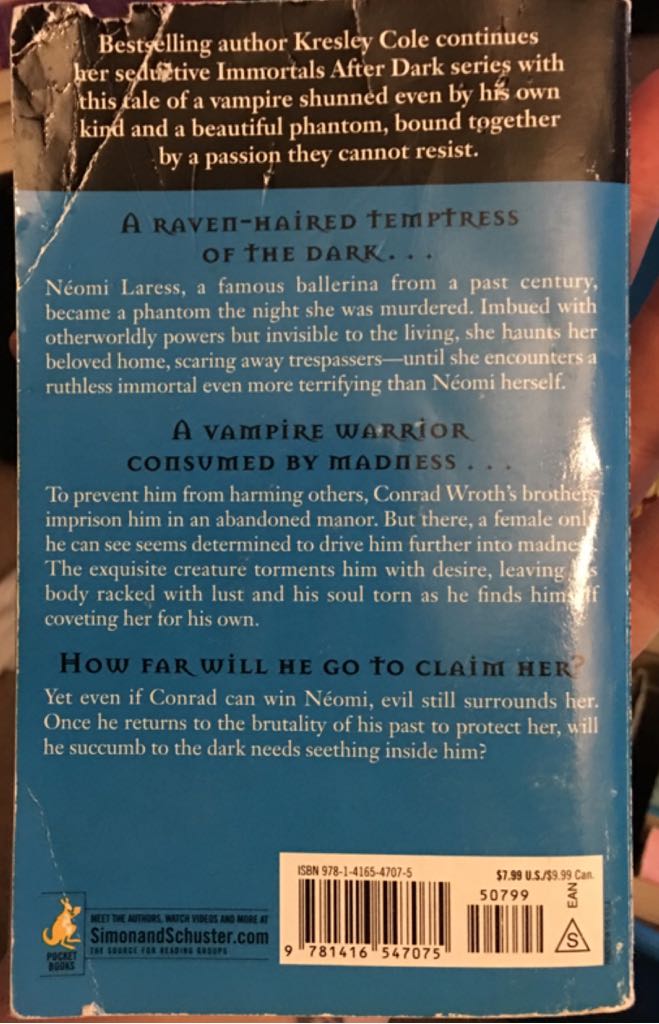 Bestselling author Kresley Cole continues
her seductive Immortals After Dark series with
this tale of a vampire shunned even by his own
kind and a beautiful phantom, bound together
by a passion they cannot resist.
A RAVEN-HAIRED TEMPTRESS
OF THE DARK...
Néomi Laress, a famous ballerina from a past century,
became a phantom the night she was murdered. Imbued with
otherworldly powers but invisible to the living, she haunts her
beloved home, scaring away trespassers—until she encounters a
ruthless immortal even more terrifying than Néomi herself.
A VAMPIRE WARRIOR
CONSUMED BY MADNESS...
To prevent him from harming others, Conrad Wroth's brothers
imprison him in an abandoned manor. But there, a female only
he can see seems determined to drive him further into madness.
The exquisite creature torments him with desire, leaving his
body racked with lust and his soul torn as he finds himself
coveting her for his own.
HOW FAR WILL HE GO TO CLAIM HER?
Yet even if Conrad can win Néomi, evil still surrounds her.
Once he returns to the brutality of his past to protect her, will
he succumb to the dark needs seething inside him?
ISBN 978-1-4165-4707-5
$7.99 U.S./$9.99 Can.
50799
EAN
S
9 781416 547075
POCKET
BOOKS
MEET THE AUTHORS, WATCH VIDEOS AND MORE AT
SimonandSchuster.com
THE SOURCE FOR READING GROUPS